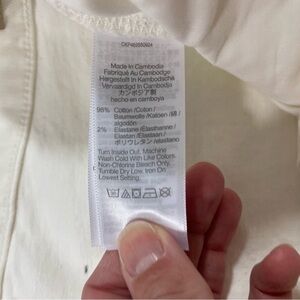 Made in Cambodia
Fabriqué Au Cambodge
Hergestellt In Kambodscha
Vervaardigd in Cambodja
カンボジア製
hecho en camboya
98% Cotton /Coton/
Baumwolle /Katoen /綿/
algodón
2% Elastane /Élasthanne/
Elastan /Elastaan /
ポリウレタン /elastano
Turn Inside Out, Machine
Wash Cold With Like Colors.
Non-Chlorine Bleach Only.
Tumble Dry Low. Iron On
Lowest Setting.